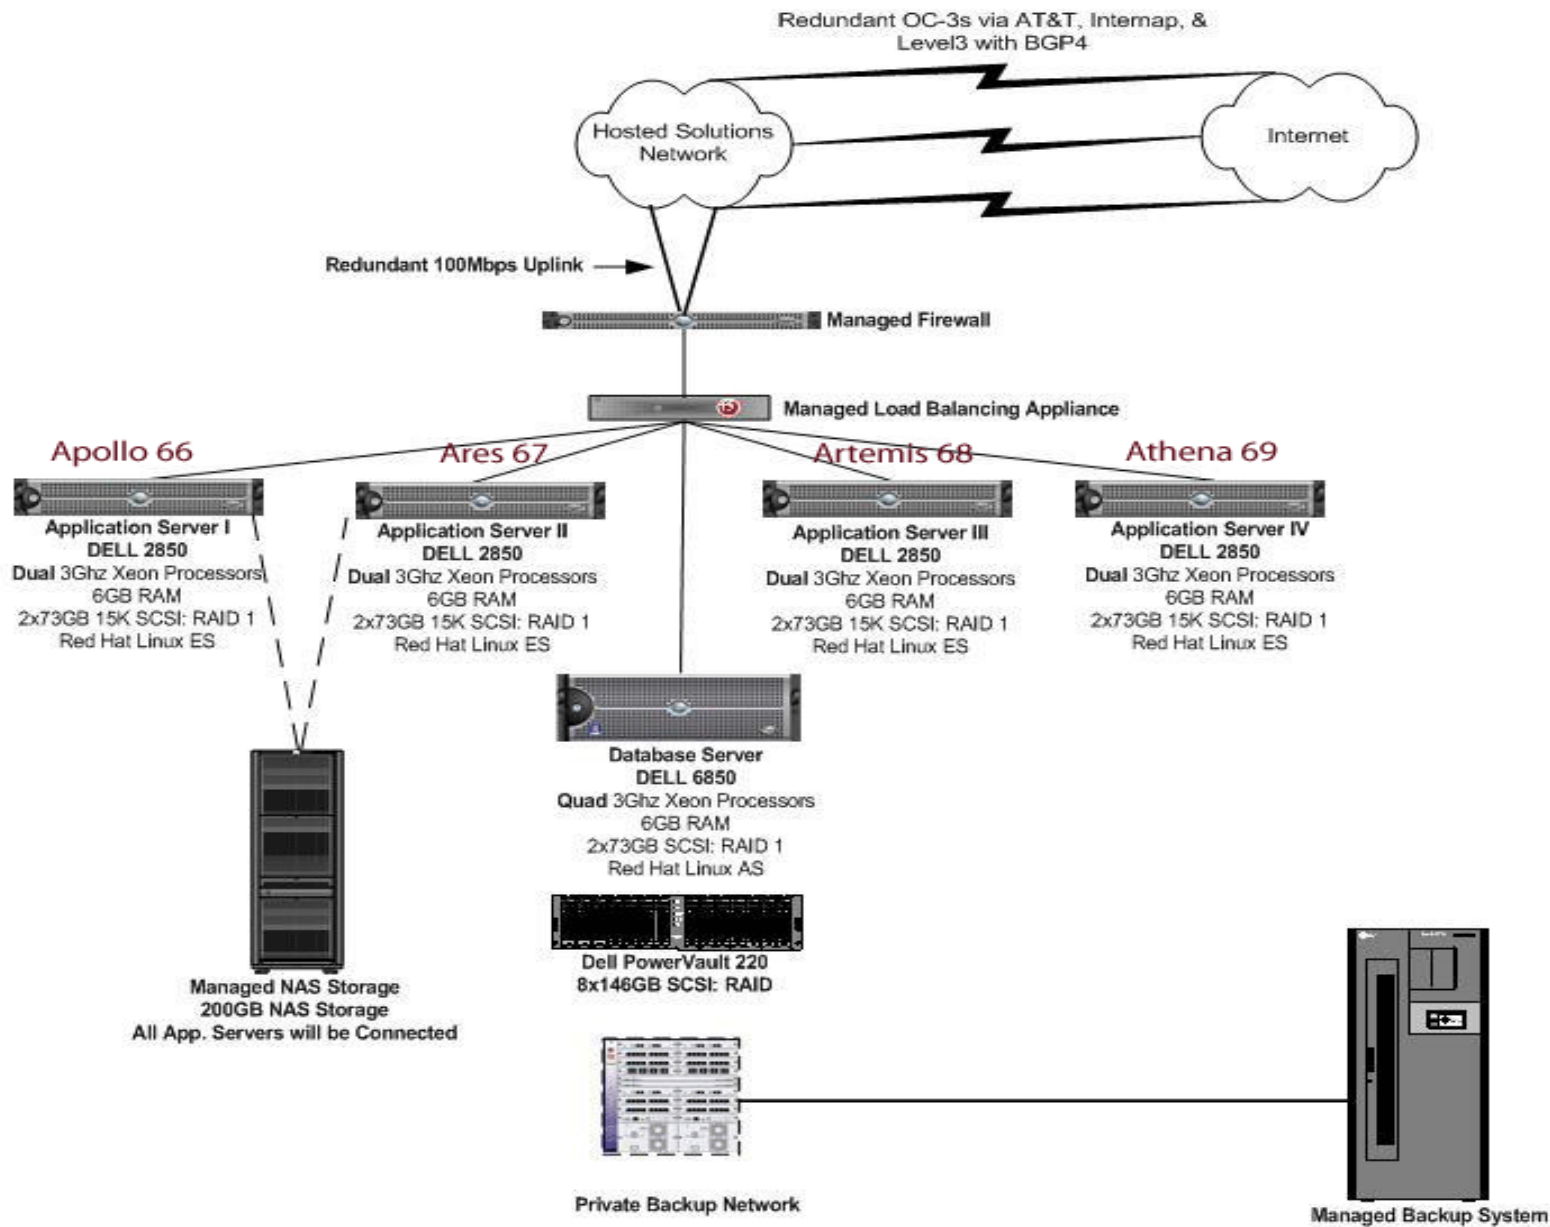 Redundant OC-3s via AT&T, Internap, &
Level3 with BGP4
Hosted Solutions
Network
Internet
Redundant 100Mbps Uplink
Managed Firewall
Managed Load Balancing Appliance
Apollo 66
Ares 67
Artemis 68
Athena 69
Application Server I
DELL 2850
Dual 3Ghz Xeon Processors
6GB RAM
2x73GB 15K SCSI: RAID 1
Red Hat Linux ES
Application Server II
DELL 2850
Dual 3Ghz Xeon Processors
6GB RAM
2x73GB 15K SCSI: RAID 1
Red Hat Linux ES
Application Server III
DELL 2850
Dual 3Ghz Xeon Processors
6GB RAM
2x73GB 15K SCSI: RAID 1
Red Hat Linux ES
Application Server IV
DELL 2850
Dual 3Ghz Xeon Processors
6GB RAM
2x73GB 15K SCSI: RAID 1
Red Hat Linux ES
Database Server
DELL 6850
Quad 3Ghz Xeon Processors
6GB RAM
2x73GB SCSI: RAID 1
Red Hat Linux AS
Dell PowerVault 220
8x146GB SCSI: RAID
Managed NAS Storage
200GB NAS Storage
All App. Servers will be Connected
Private Backup Network
Managed Backup System